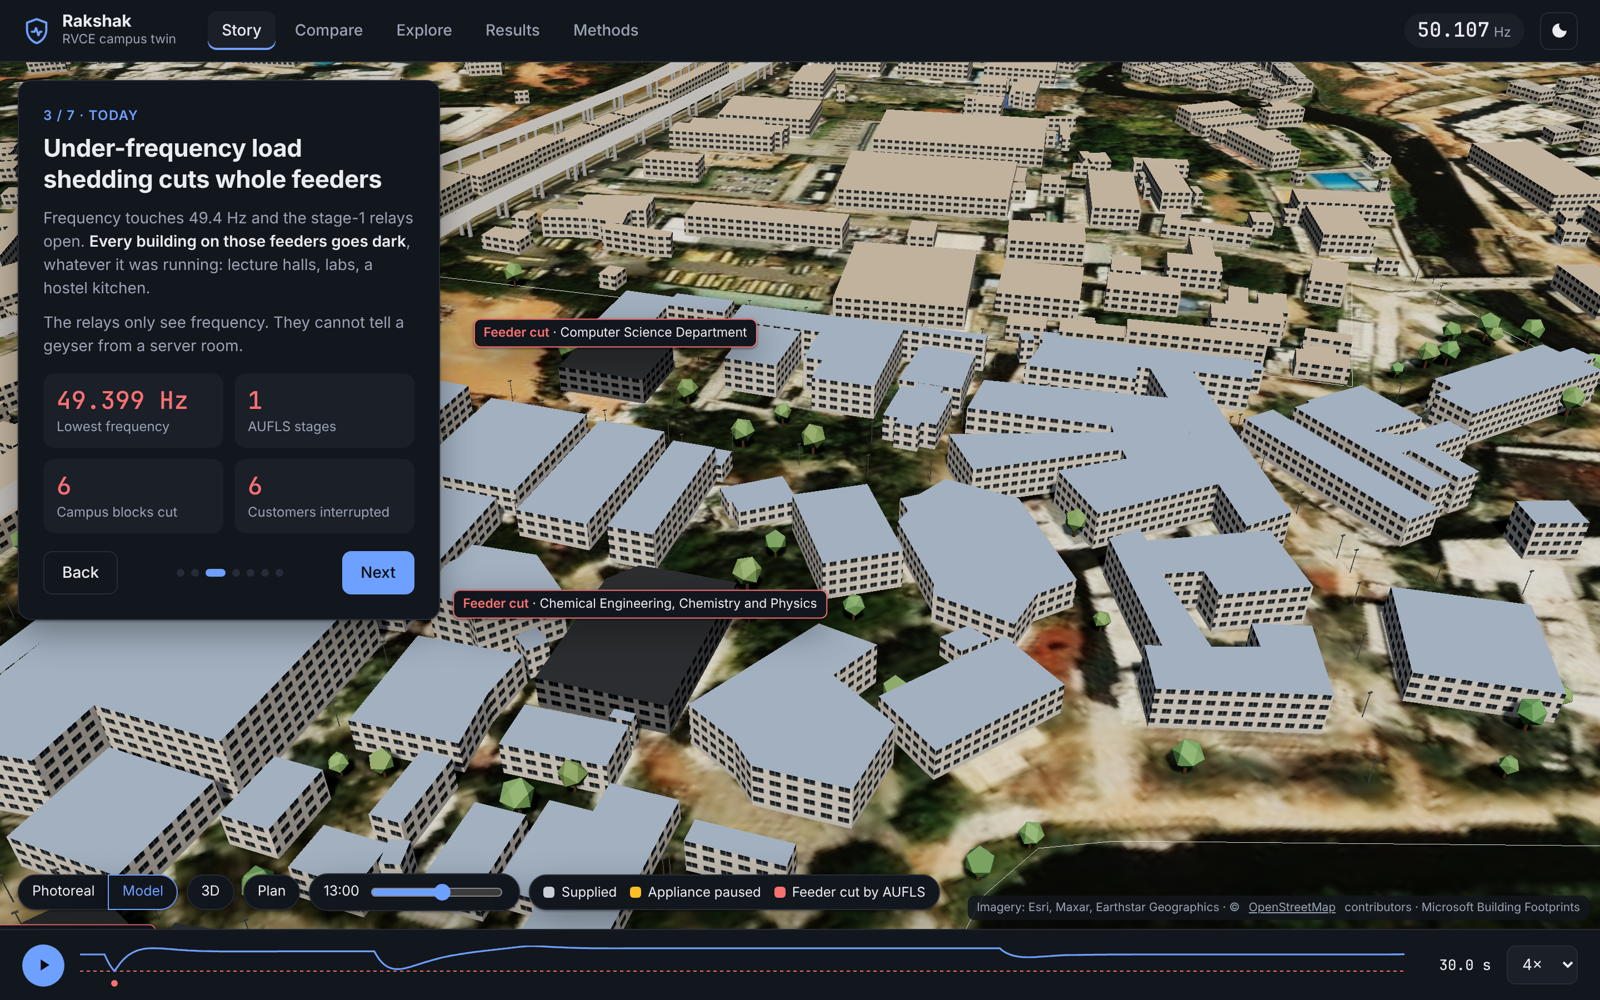 Rakshak
RVCE campus twin
Story
Compare
Explore
Results
Methods
50.107 Hz
3 / 7 · TODAY
Under-frequency load
shedding cuts whole feeders
Frequency touches 49.4 Hz and the stage-1 relays
open. Every building on those feeders goes dark,
whatever it was running: lecture halls, labs, a
hostel kitchen.
The relays only see frequency. They cannot tell a
geyser from a server room.
49.399 Hz
Lowest frequency
1
AUFLS stages
6
Campus blocks cut
6
Customers interrupted
Back
Next
Feeder cut · Computer Science Department
Feeder cut · Chemical Engineering, Chemistry and Physics
Photoreal
Model
3D
Plan
13:00
Supplied
Appliance paused
Feeder cut by AUFLS
Imagery: Esri, Maxar, Earthstar Geographics · © OpenStreetMap contributors · Microsoft Building Footprints
30.0 s
4×